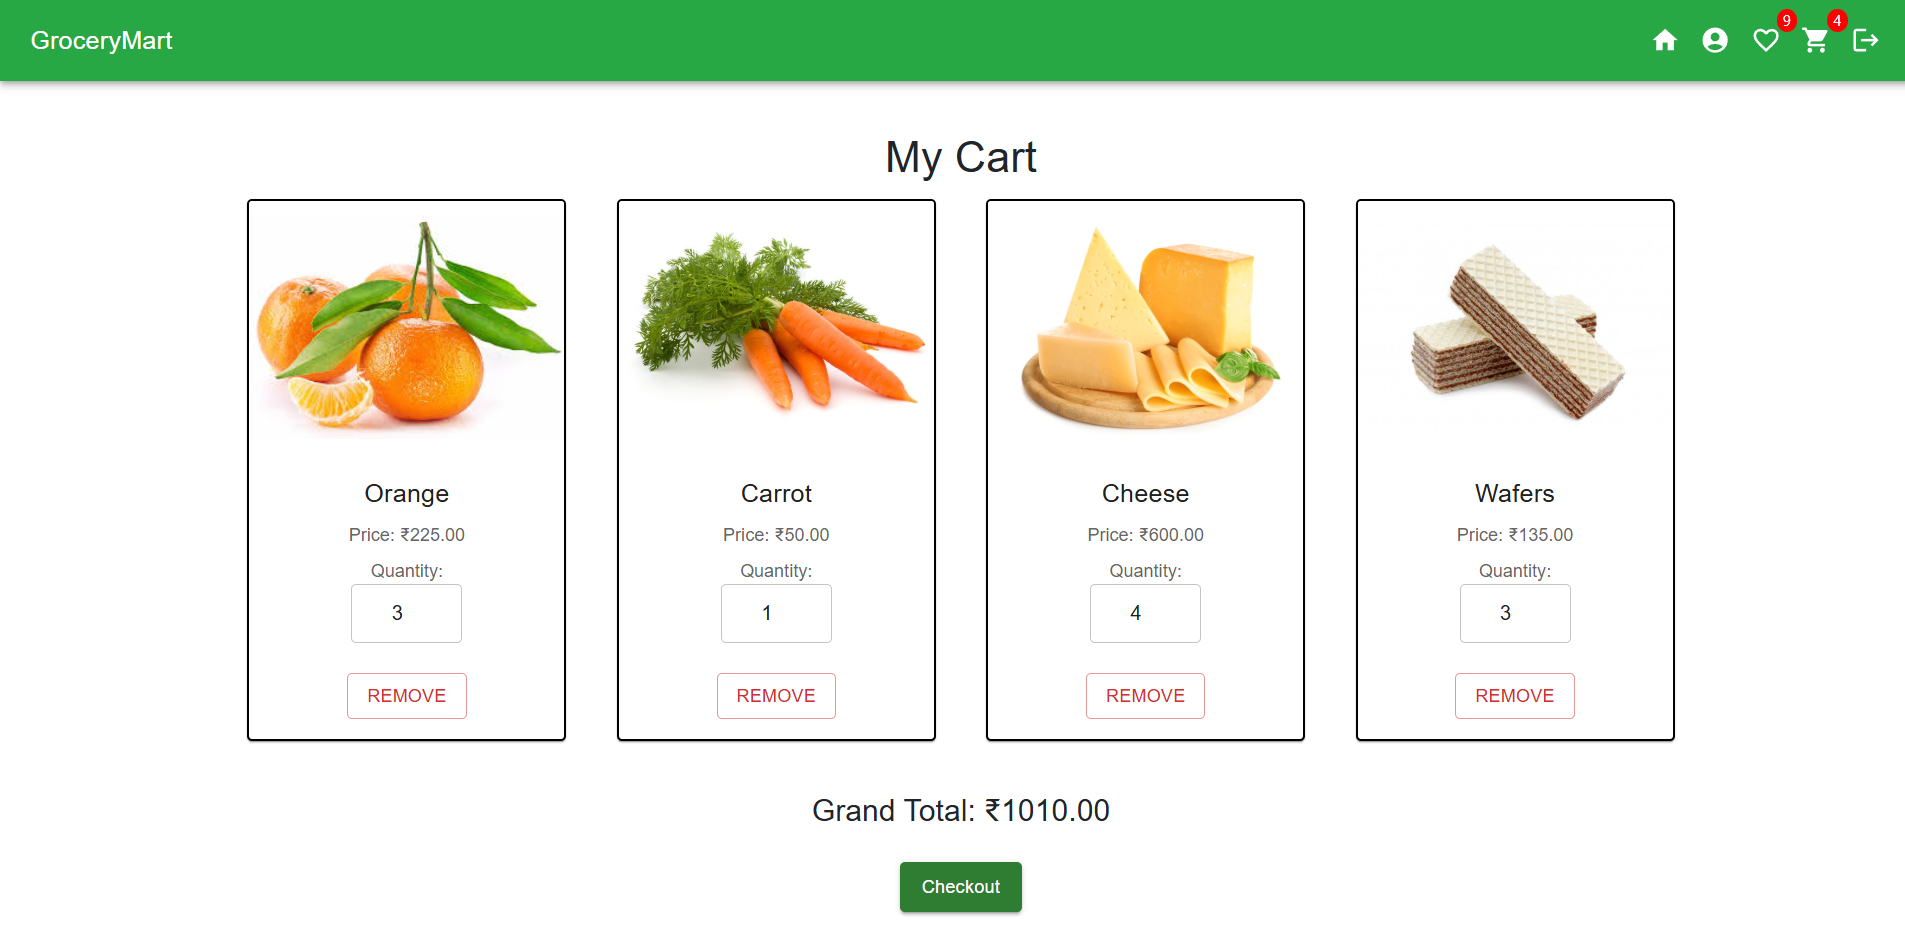 GroceryMart
9
4
My Cart
Orange
Price: ₹225.00
Quantity:
3
REMOVE
Carrot
Price: ₹50.00
Quantity:
1
REMOVE
Cheese
Price: ₹600.00
Quantity:
4
REMOVE
Wafers
Price: ₹135.00
Quantity:
3
REMOVE
Grand Total: ₹1010.00
Checkout